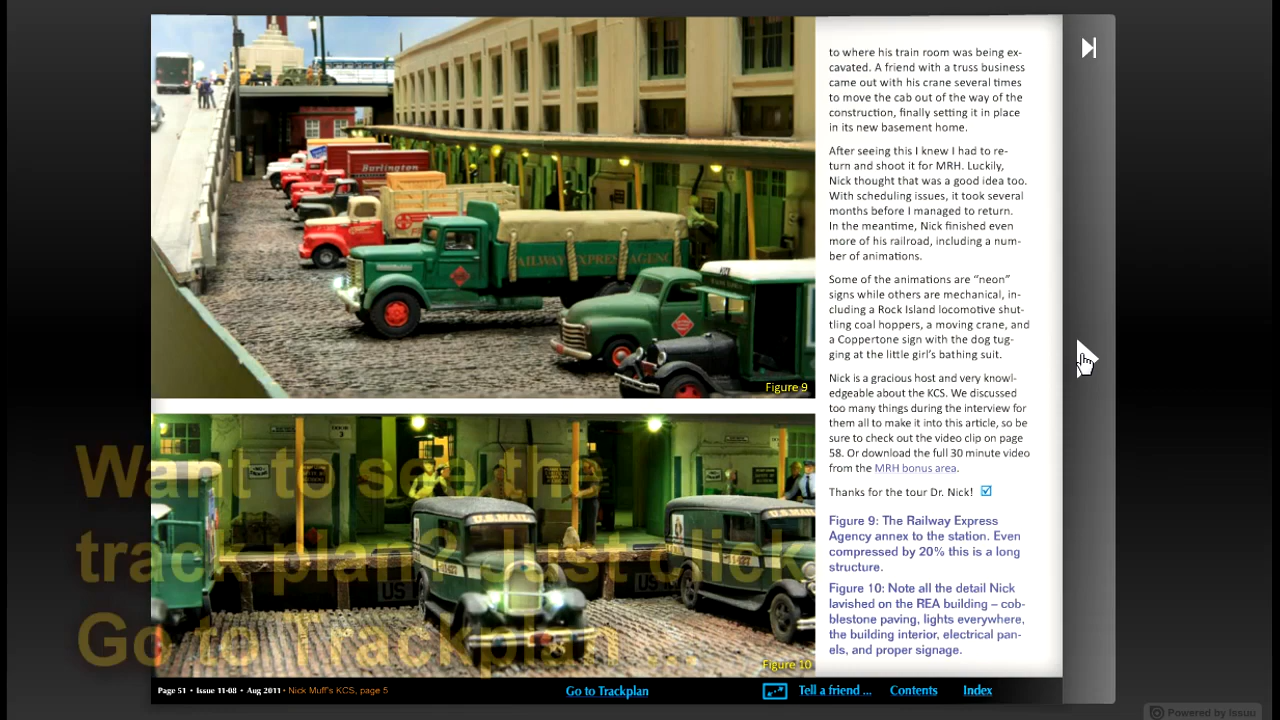 Burlington
RAILWAY EXPRESS AGENCY
Figure 9
U.S. MAIL
US
Figure 10
Want to see the
track plan? Just click
Go to Trackplan ...
to where his train room was being ex-
cavated. A friend with a truss business
came out with his crane several times
to move the cab out of the way of the
construction, finally setting it in place
in its new basement home.
After seeing this I knew I had to re-
turn and shoot it for MRH. Luckily,
Nick thought that was a good idea too.
With scheduling issues, it took several
months before I managed to return.
In the meantime, Nick finished even
more of his railroad, including a num-
ber of animations.
Some of the animations are “neon”
signs while others are mechanical, in-
cluding a Rock Island locomotive shut-
tling coal hoppers, a moving crane, and
a Coppertone sign with the dog tug-
ging at the little girl’s bathing suit.
Nick is a gracious host and very knowl-
edgeable about the KCS. We discussed
too many things during the interview for
them all to make it into this article, so be
sure to check out the video clip on page
58. Or download the full 30 minute video
from the MRH bonus area.
Thanks for the tour Dr. Nick!
Figure 9: The Railway Express
Agency annex to the station. Even
compressed by 20% this is a long
structure.
Figure 10: Note all the detail Nick
lavished on the REA building – cob-
blestone paving, lights everywhere,
the building interior, electrical pan-
els, and proper signage.
Page 51 • Issue 11-08 • Aug 2011 • Nick Muff’s KCS, page 5
Go to Trackplan
Tell a friend ...
Contents
Index
Powered by Issuu